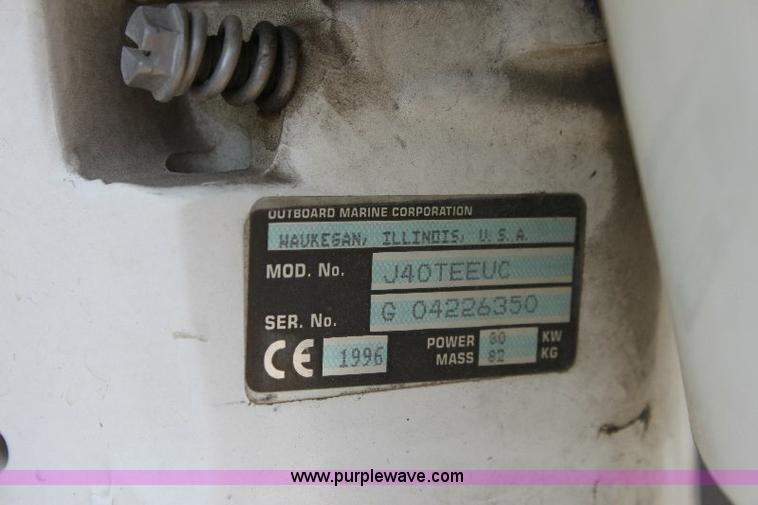 OUTBOARD MARINE CORPORATION
WAUKEGAN, ILLINOIS, U.S.A.
MOD. No. J40TEEUC
SER. No. G 04226350
CE 1996 POWER 30 KW
MASS 82 KG
www.purplewave.com